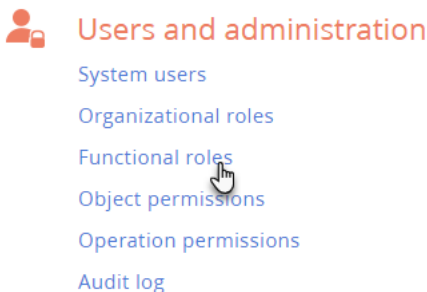 Users and administration
System users
Organizational roles
Functional roles
Object permissions
Operation permissions
Audit log